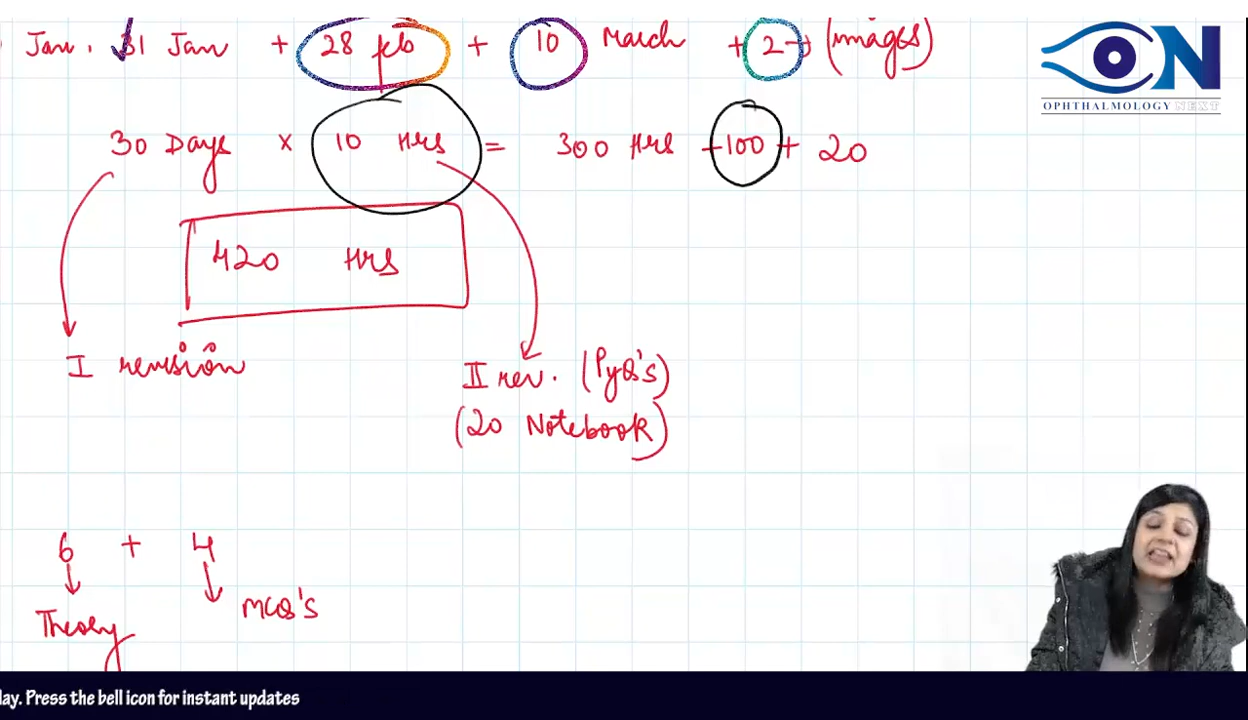 Jan. 31 Jan + 28 feb + 10 March + 2 → (images)
30 Days × 10 Hrs = 300 Hrs + 100 + 20
420 Hrs
I revision
II rev. (PyQ's)
(20 Notebook)
6 + 4
Theory
MCQ'S
ON
OPHTHALMOLOGY NEXT
lay. Press the bell icon for instant updates